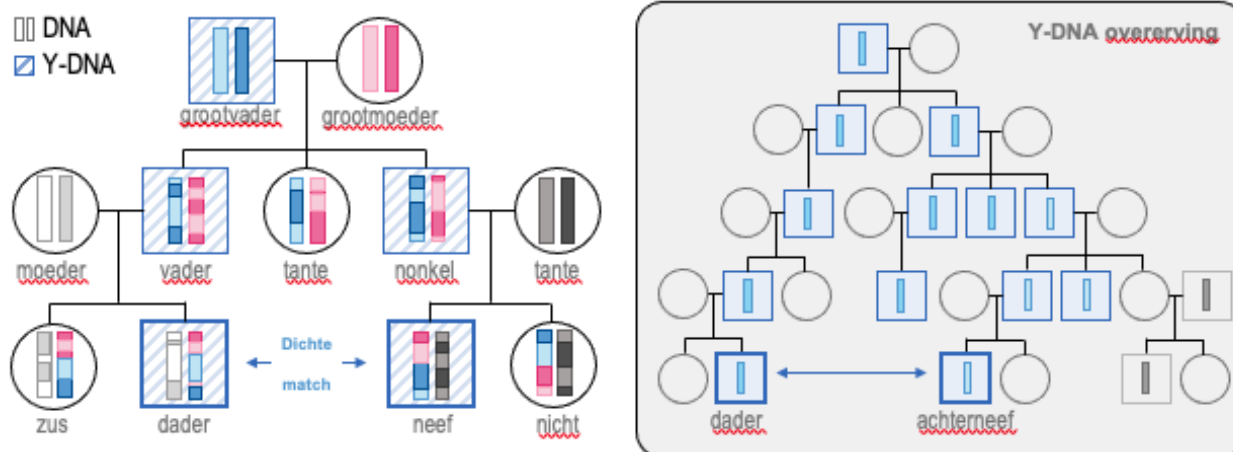 DNA
Y-DNA
grootvader
grootmoeder
moeder
vader
tante
nonkel
tante
Dichte
match
zus
dader
neef
nicht
Y-DNA overerving
dader
achterneef